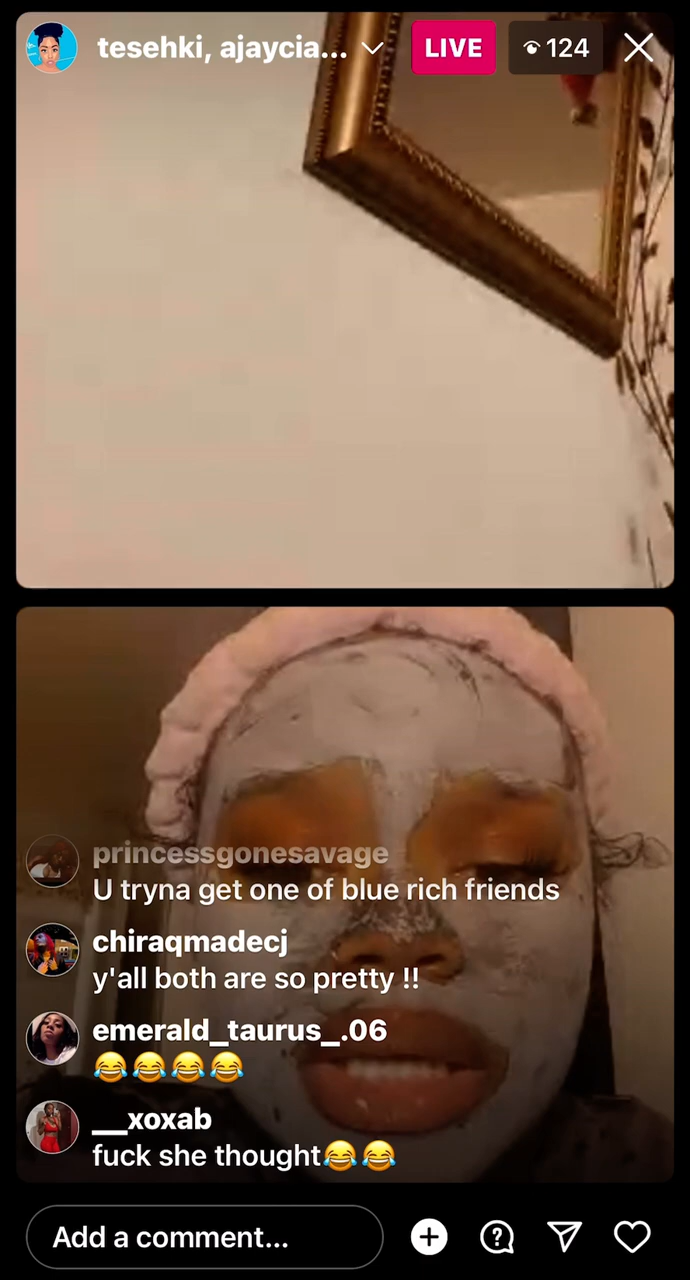 tesehki, ajaycia... LIVE 124
princessgonesavage
U tryna get one of blue rich friends
chiraqmadecj
y'all both are so pretty !!
emerald_taurus_.06
😂😂😂😂
__xoxab
fuck she thought😂😂
Add a comment...